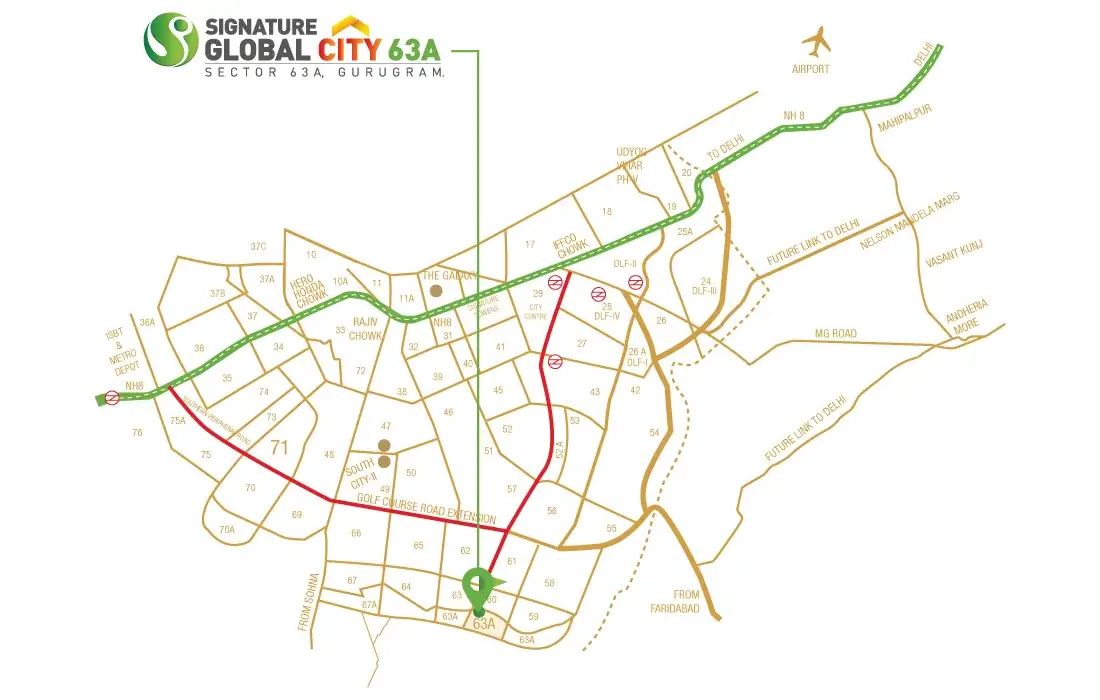 SIGNATURE
GLOBAL CITY 63A
SECTOR 63A, GURUGRAM.
AIRPORT
DELHI
NH 8
MAHIPALPUR
TO DELHI
UDYOG
VIHAR
PH-V
20
19
18
17
IFFCO
CHOWK
25A
NELSON MANDELA MARG
FUTURE LINK TO DELHI
VASANT KUNJ
37C
10
37A
37B
HERO
HONDA
CHOWK
10A
11
11A
THE GALAXY
SIGNATURE
TOWERS
29
CITY
CENTRE
DLF-II
24
DLF-III
28
DLF-IV
26
ANDHERIA
MORE
MG ROAD
36A
ISBT
&
METRO
DEPOT
NH8
37
36
34
33
RAJIV
CHOWK
NH8
31
32
41
27
26 A
DLF-I
35
74
72
38
39
40
45
43
42
76
75A
SOUTHERN PERIPHERAL ROAD
73
71
75
48
47
46
52
53
54
51
52 A
FUTURE LINK TO DELHI
SOUTH
CITY-II
49
50
70
69
70A
GOLF COURSE ROAD EXTENSION
57
56
55
66
65
62
61
58
67
67A
64
63
60
59
63A
63A
63A
FROM SOHNA
FROM
FARIDABAD